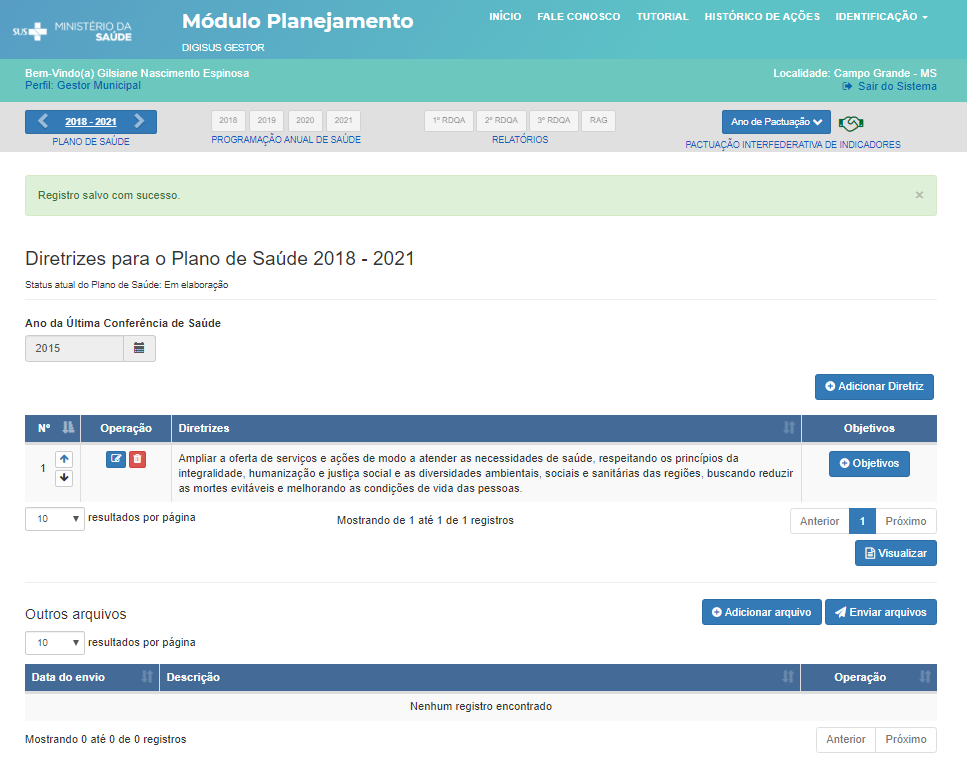 SUS MINISTÉRIO DA
SAÚDE
Módulo Planejamento
DIGISUS GESTOR
INÍCIO FALE CONOSCO TUTORIAL HISTÓRICO DE AÇÕES IDENTIFICAÇÃO
Bem-Vindo(a) Gilsiane Nascimento Espinosa
Perfil: Gestor Municipal
Localidade: Campo Grande - MS
Sair do Sistema
2018 - 2021
PLANO DE SAÚDE
2018 2019 2020 2021
PROGRAMAÇÃO ANUAL DE SAÚDE
1º RDQA 2º RDQA 3º RDQA RAG
RELATÓRIOS
Ano de Pactuação
PACTUAÇÃO INTERFEDERATIVA DE INDICADORES
Registro salvo com sucesso. ×
Diretrizes para o Plano de Saúde 2018 - 2021
Status atual do Plano de Saúde: Em elaboração
Ano da Última Conferência de Saúde
2015
Adicionar Diretriz
Nº Operação Diretrizes Objetivos
1
Ampliar a oferta de serviços e ações de modo a atender as necessidades de saúde, respeitando os princípios da
integralidade, humanização e justiça social e as diversidades ambientais, sociais e sanitárias das regiões, buscando reduzir
as mortes evitáveis e melhorando as condições de vida das pessoas.
Objetivos
10 resultados por página
Mostrando de 1 até 1 de 1 registros
Anterior 1 Próximo
Visualizar
Outros arquivos
Adicionar arquivo Enviar arquivos
10 resultados por página
Data do envio Descrição Operação
Nenhum registro encontrado
Mostrando 0 até 0 de 0 registros
Anterior Próximo